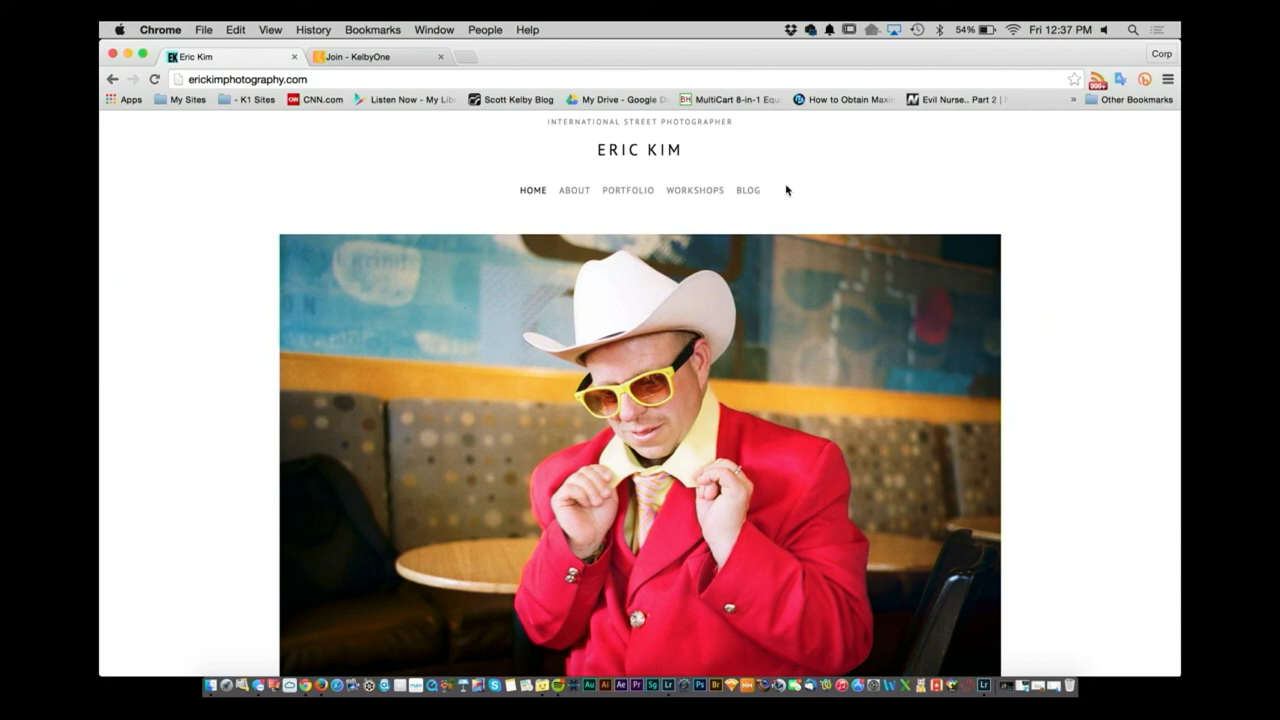 Chrome File Edit View History Bookmarks Window People Help 54% Fri 12:37 PM
Eric Kim Join - KelbyOne Corp
erickimphotography.com 999+
Apps My Sites - K1 Sites CNN.com Listen Now - My Lib Scott Kelby Blog My Drive - Google D MultiCart 8-in-1 Equ How to Obtain Maxi Evil Nurse.. Part 2 | » Other Bookmarks
INTERNATIONAL STREET PHOTOGRAPHER
ERIC KIM
HOME ABOUT PORTFOLIO WORKSHOPS BLOG